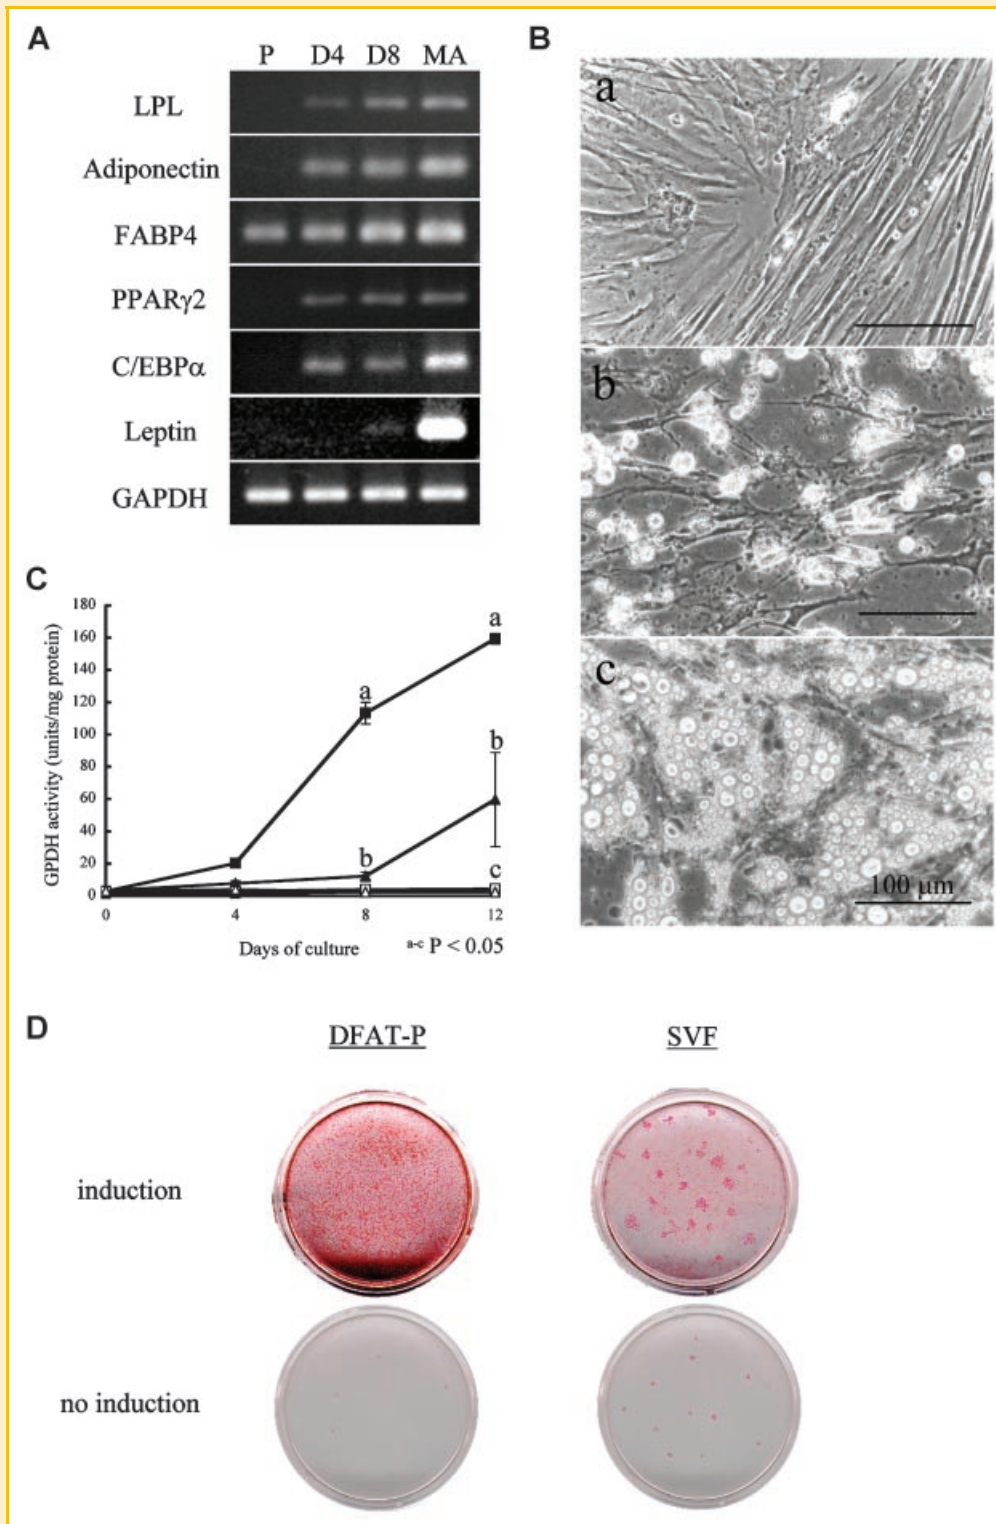 A
P D4 D8 MA
LPL
Adiponectin
FABP4
PPARγ2
C/EBPα
Leptin
GAPDH
B
a
b
c
100 μm
C
GPDH activity (units/mg protein)
180
160
140
120
100
80
60
40
20
0
a
a
b
b
c
0 4 8 12
Days of culture
a-c P < 0.05
D
DFAT-P SVF
induction
no induction